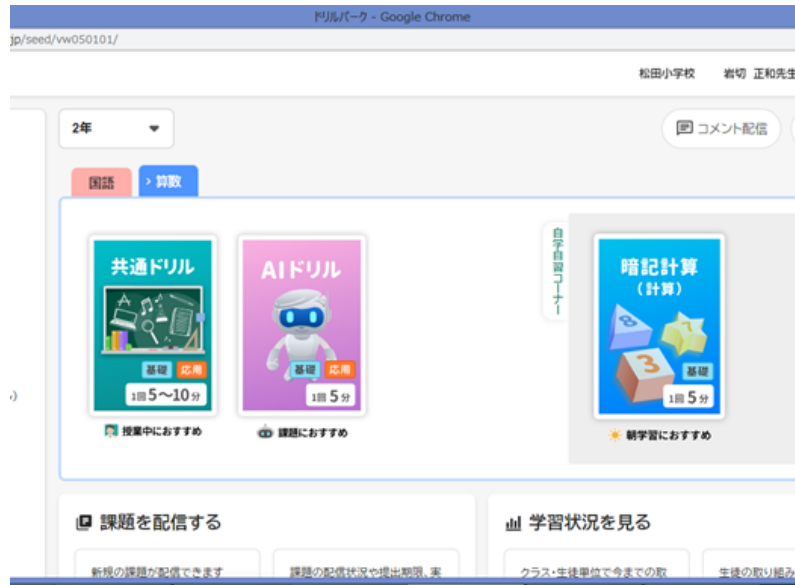 ドリルパーク - Google Chrome
jp/seed/vw050101/
松田小学校 岩切 正和先生
2年
コメント配信
国語
> 算数
共通ドリル
基礎 応用
1回5～10分
授業中におすすめ
AIドリル
基礎 応用
1回5分
課題におすすめ
自学自習コーナー
暗記計算
(計算)
8
7
3
基礎
1回5分
朝学習におすすめ
課題を配信する
新規の課題が配信できます
課題の配信状況や提出期限、実
学習状況を見る
クラス・生徒単位で今までの取
生徒の取り組み